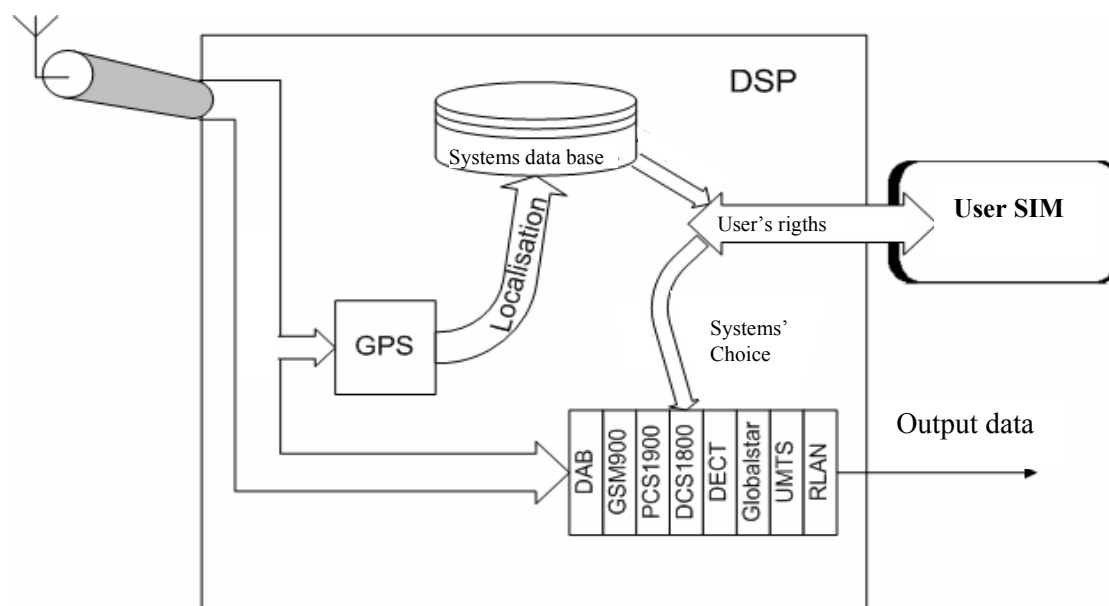 DSP
Systems data base
User's rigths
User SIM
Localisation
GPS
Systems'
Choice
DAB
GSM900
PCS1900
DCS1800
DECT
Globalstar
UMTS
RLAN
Output data